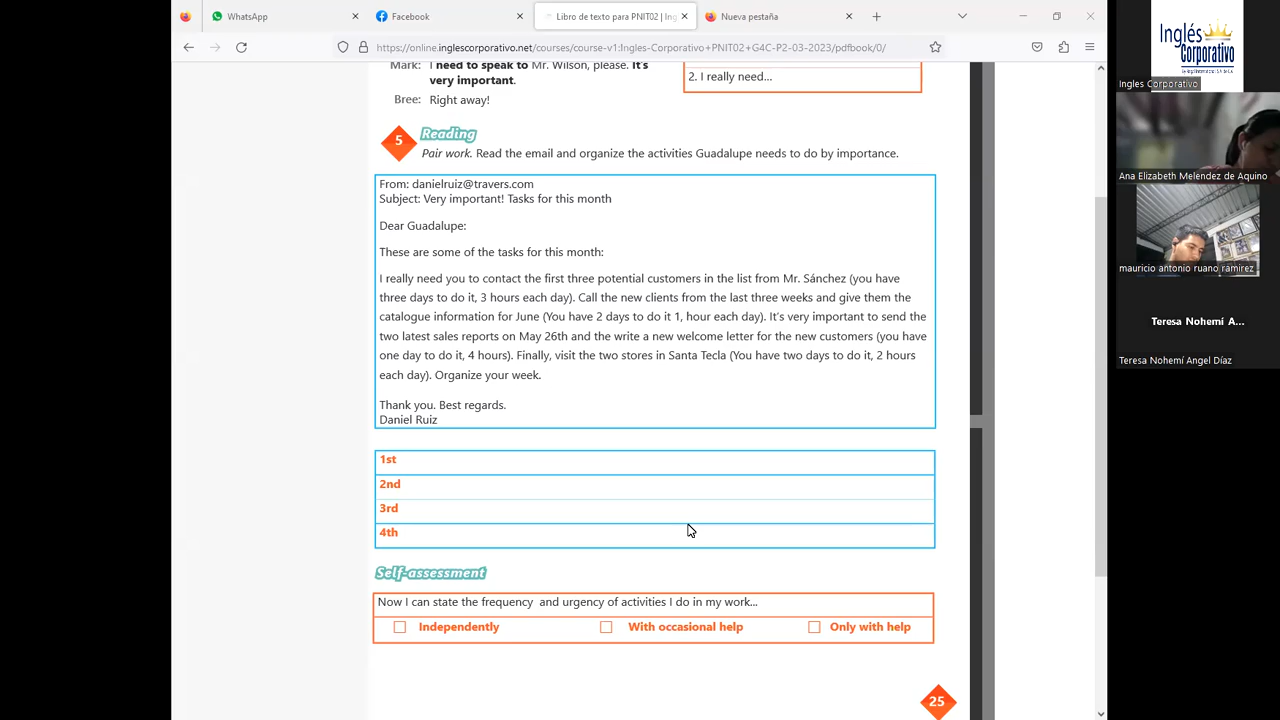 WhatsApp
Facebook
Libro de texto para PNIT02 | Ing
Nueva pestaña
https://online.inglescorporativo.net/courses/course-v1:Ingles-Corporativo+PNIT02+G4C-P2-03-2023/pdfbook/0/
Mark: I need to speak to Mr. Wilson, please. It's
very important.
2. I really need...
Bree: Right away!
5 Reading
Pair work. Read the email and organize the activities Guadalupe needs to do by importance.
From: danielruiz@travers.com
Subject: Very important! Tasks for this month
Dear Guadalupe:
These are some of the tasks for this month:
I really need you to contact the first three potential customers in the list from Mr. Sánchez (you have
three days to do it, 3 hours each day). Call the new clients from the last three weeks and give them the
catalogue information for June (You have 2 days to do it 1, hour each day). It's very important to send the
two latest sales reports on May 26th and the write a new welcome letter for the new customers (you have
one day to do it, 4 hours). Finally, visit the two stores in Santa Tecla (You have two days to do it, 2 hours
each day). Organize your week.
Thank you. Best regards.
Daniel Ruiz
1st
2nd
3rd
4th
Self-assessment
Now I can state the frequency and urgency of activities I do in my work...
Independently
With occasional help
Only with help
25
Inglés
Corporativo
Ingles Corporativo
Ana Elizabeth Melendez de Aquino
mauricio antonio ruano ramirez
Teresa Nohemí A...
Teresa Nohemí Angel Díaz